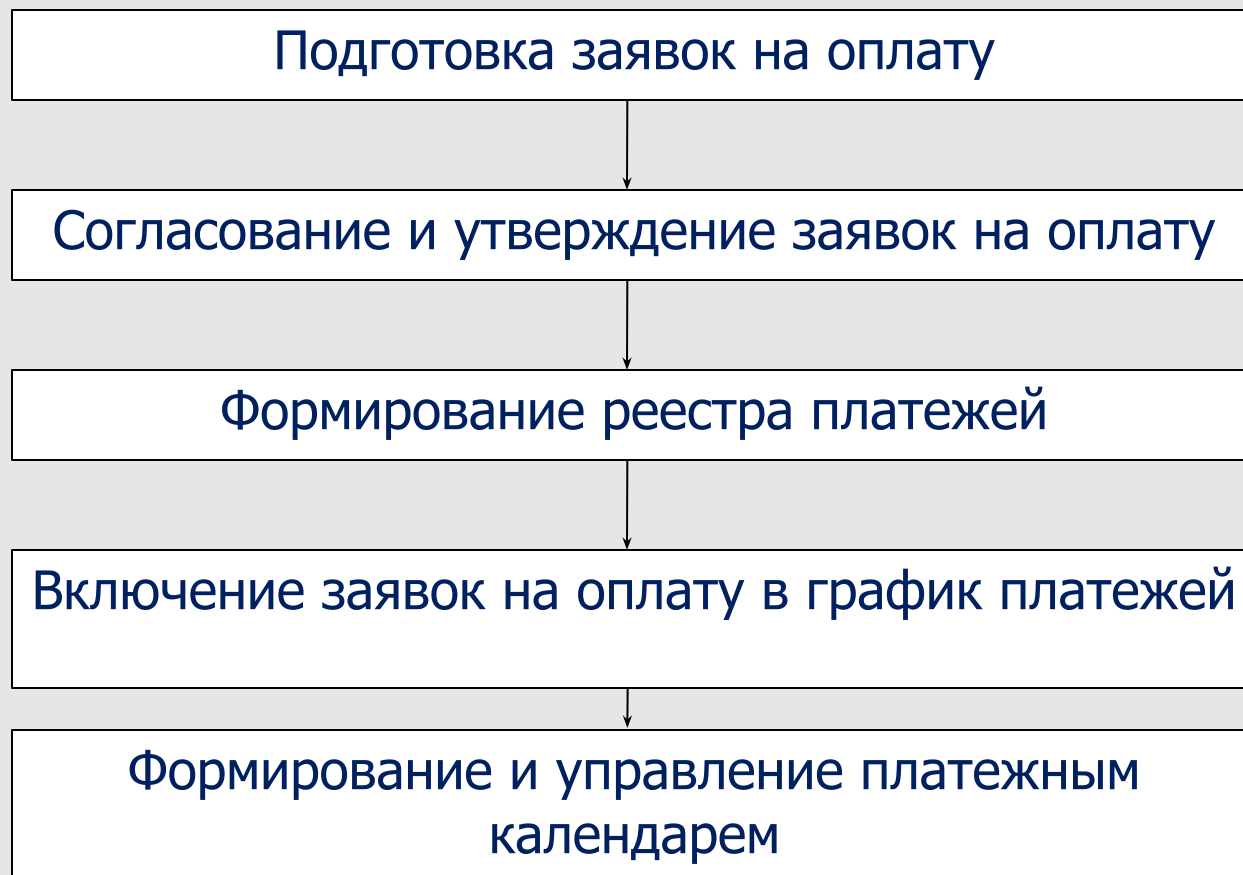 Подготовка заявок на оплату
Согласование и утверждение заявок на оплату
Формирование реестра платежей
Включение заявок на оплату в график платежей
Формирование и управление платежным
календарем